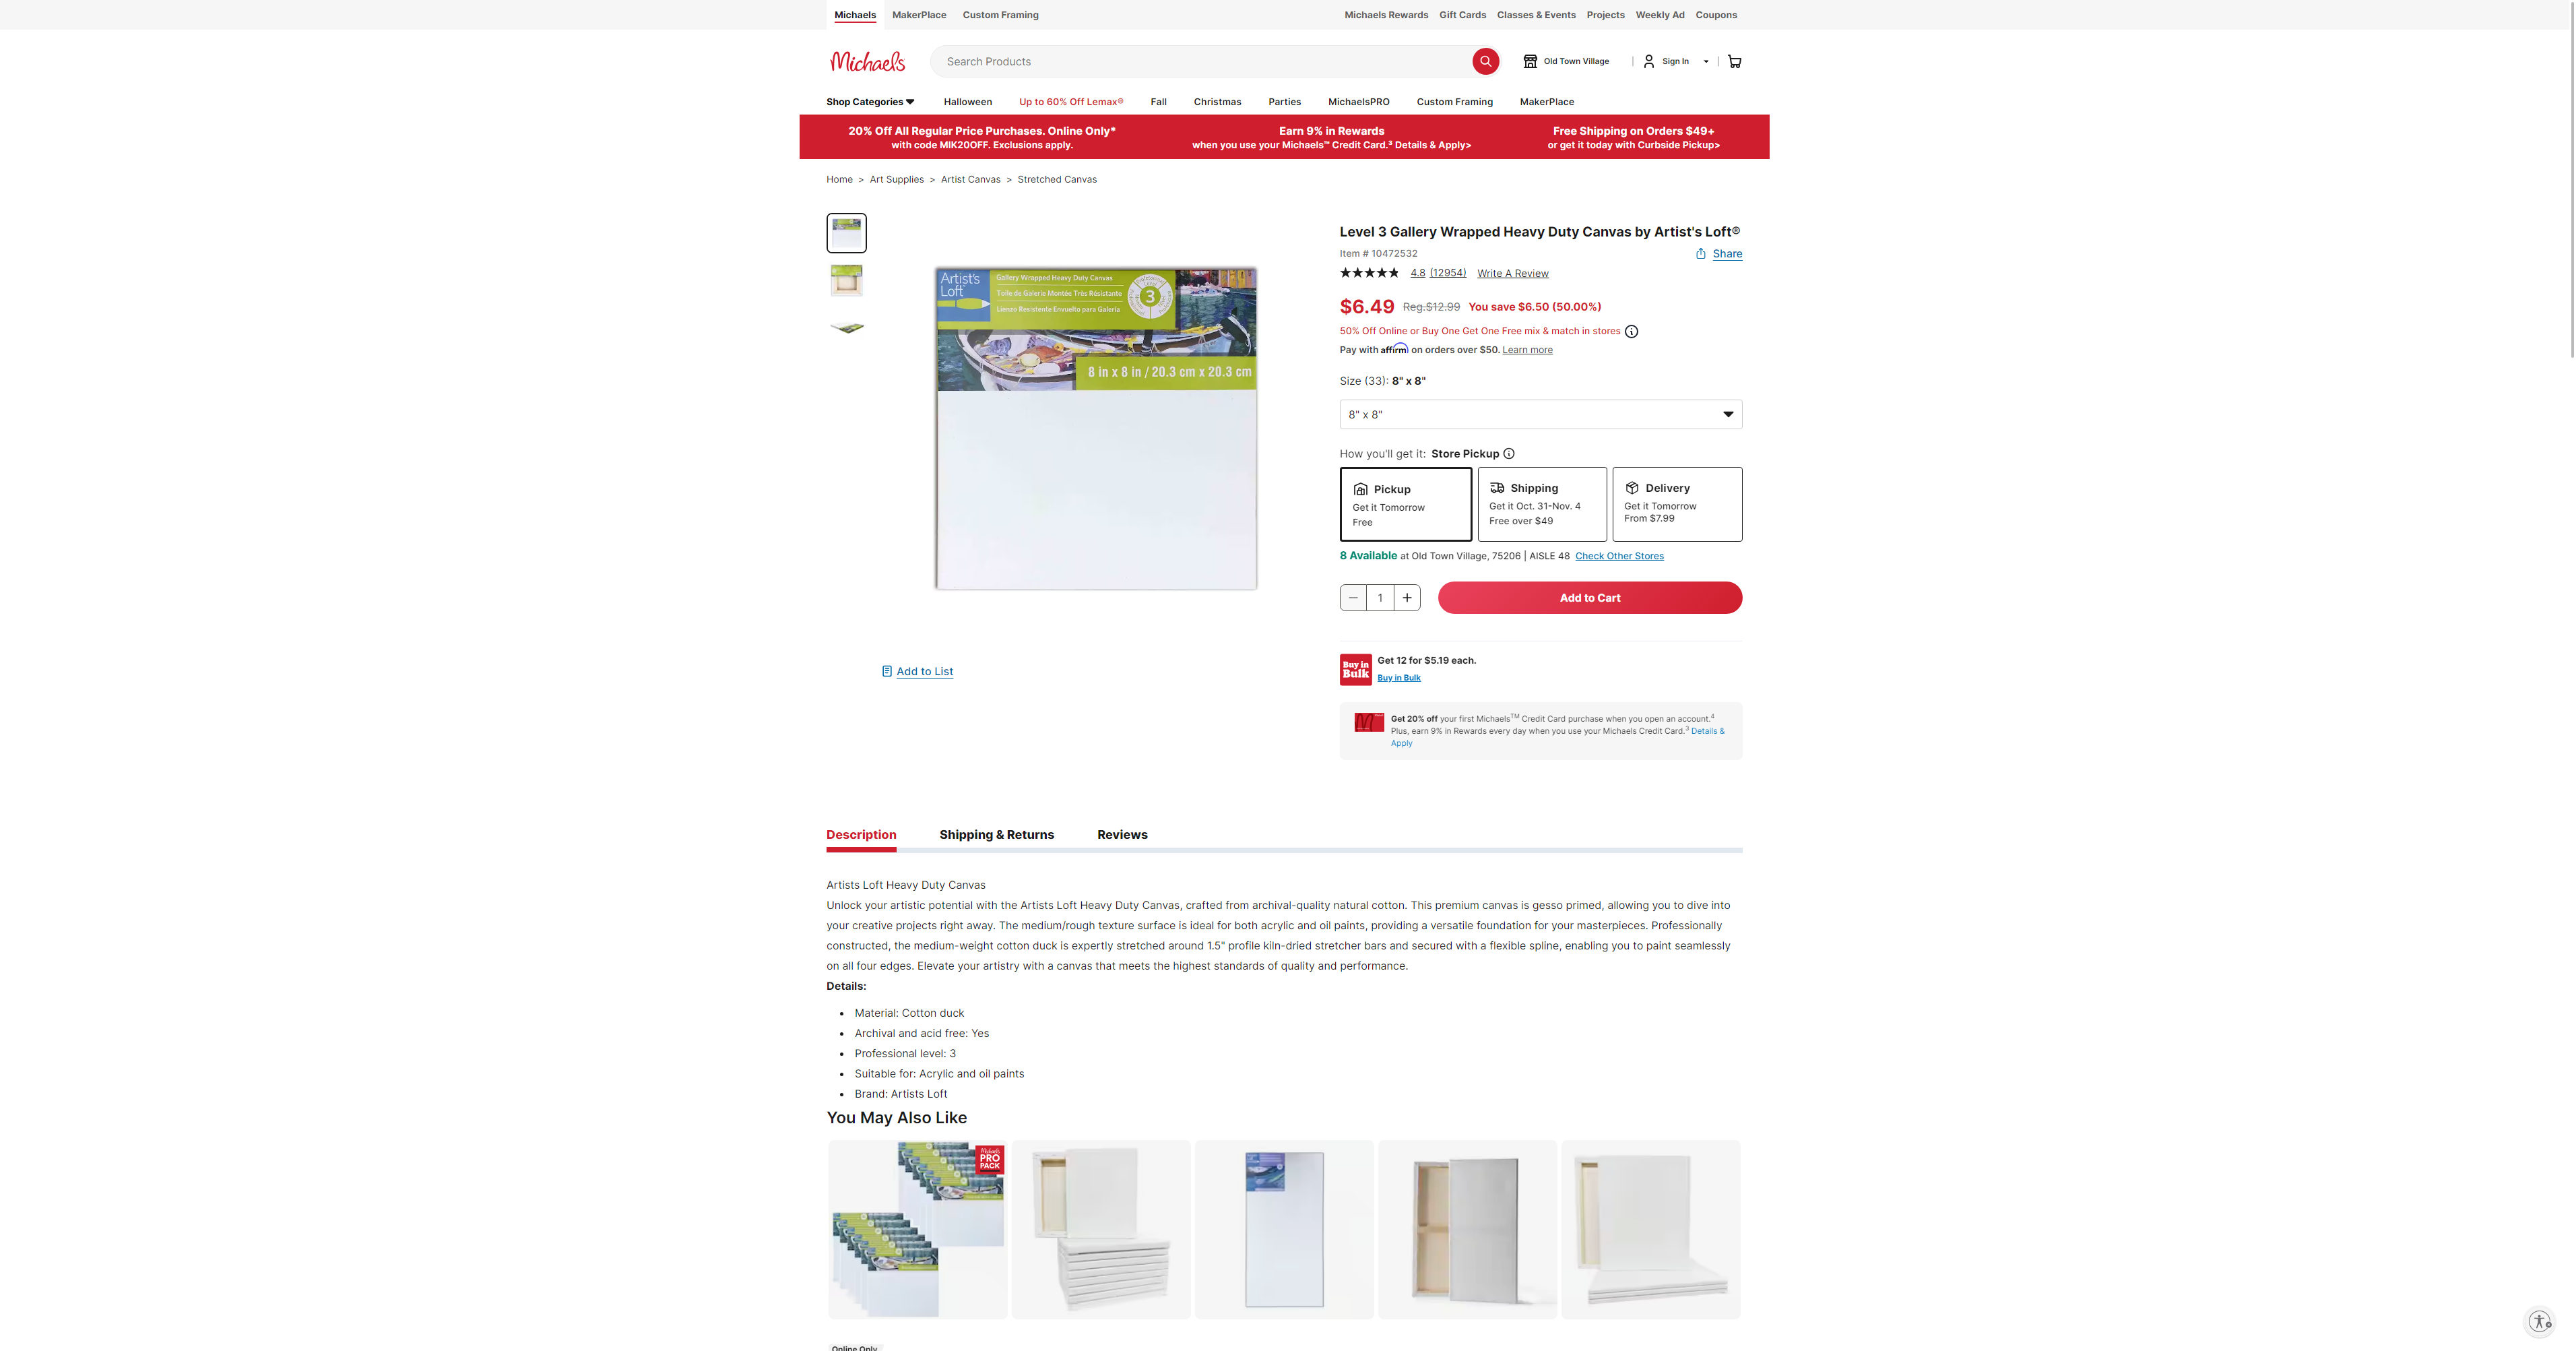 Michaels MakerPlace Custom Framing
Michaels Rewards Gift Cards Classes & Events Projects Weekly Ad Coupons
Michaels
Search Products
Old Town Village | Sign In |
Shop Categories Halloween Up to 60% Off Lemax® Fall Christmas Parties MichaelsPRO Custom Framing MakerPlace
20% Off All Regular Price Purchases. Online Only*
with code MIK20OFF. Exclusions apply.
Earn 9% in Rewards
when you use your Michaels™ Credit Card.³ Details & Apply>
Free Shipping on Orders $49+
or get it today with Curbside Pickup>
Home > Art Supplies > Artist Canvas > Stretched Canvas
Artist's
Loft
Gallery Wrapped Heavy Duty Canvas
Toile de Galerie Montée Très Résistante
Lienzo Resistente Envuelto para Galería
3
8 in x 8 in / 20.3 cm x 20.3 cm
Add to List
Level 3 Gallery Wrapped Heavy Duty Canvas by Artist's Loft®
Item # 10472532
Share
4.8 (12954) Write A Review
$6.49 Reg.$12.99 You save $6.50 (50.00%)
50% Off Online or Buy One Get One Free mix & match in stores
Pay with affirm on orders over $50. Learn more
Size (33): 8" x 8"
8" x 8"
How you'll get it: Store Pickup
Pickup
Get it Tomorrow
Free
Shipping
Get it Oct. 31-Nov. 4
Free over $49
Delivery
Get it Tomorrow
From $7.99
8 Available at Old Town Village, 75206 | AISLE 48 Check Other Stores
1
Add to Cart
Buy in
Bulk
Get 12 for $5.19 each.
Buy in Bulk
Get 20% off your first Michaels™ Credit Card purchase when you open an account.⁴
Plus, earn 9% in Rewards every day when you use your Michaels Credit Card.³ Details &
Apply
Description Shipping & Returns Reviews
Artists Loft Heavy Duty Canvas
Unlock your artistic potential with the Artists Loft Heavy Duty Canvas, crafted from archival-quality natural cotton. This premium canvas is gesso primed, allowing you to dive into
your creative projects right away. The medium/rough texture surface is ideal for both acrylic and oil paints, providing a versatile foundation for your masterpieces. Professionally
constructed, the medium-weight cotton duck is expertly stretched around 1.5" profile kiln-dried stretcher bars and secured with a flexible spline, enabling you to paint seamlessly
on all four edges. Elevate your artistry with a canvas that meets the highest standards of quality and performance.
Details:
• Material: Cotton duck
• Archival and acid free: Yes
• Professional level: 3
• Suitable for: Acrylic and oil paints
• Brand: Artists Loft
You May Also Like
Michaels
PRO
PACK
Online Only